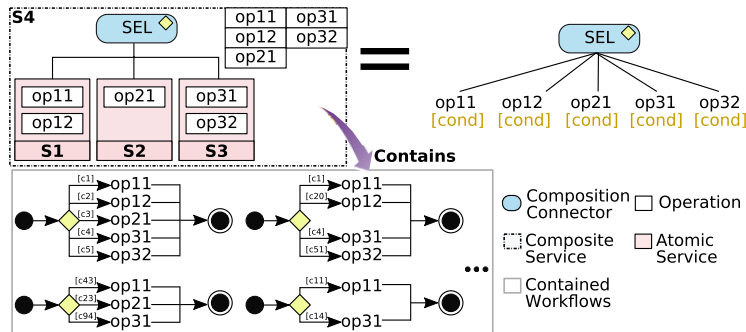 S4
SEL
op11 op31
op12 op32
op21
op11 op21 op31
op12 op32
S1 S2 S3
=
SEL
op11 op12 op21 op31 op32
[cond] [cond] [cond] [cond] [cond]
Contains
[c1] op11
[c2] op12
[c3] op21
[c4] op31
[c5] op32
[c1] op11
[c20] op12
[c4] op31
[c51] op32
[c43] op11
[c23] op21
[c94] op31
[c11] op11
[c14] op31
...
Composition
Connector
Operation
Composite
Service
Atomic
Service
Contained
Workflows